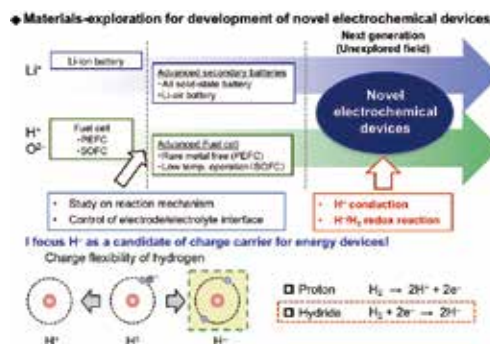 ◆ Materials-exploration for development of novel electrochemical devices
Next generation
(Unexplored field)
Li⁺
Li-ion battery
Advanced secondary batteries
-All solid-state battery
-Li-air battery
Novel
electrochemical
devices
H⁺
O²⁻
Fuel cell
-PEFC
-SOFC
Advanced Fuel cell
-Rare metal free (PEFC)
-Low temp. operation (SOFC)
• Study on reaction mechanism
• Control of electrode/electrolyte interface
• H⁻ conduction
• H⁻/H₂ redox reaction
I focus H⁻ as a candidate of charge carrier for energy devices!
Charge flexibility of hydrogen
Proton H₂ → 2H⁺ + 2e⁻
Hydride H₂ + 2e⁻ → 2H⁻
H⁺
H⁻